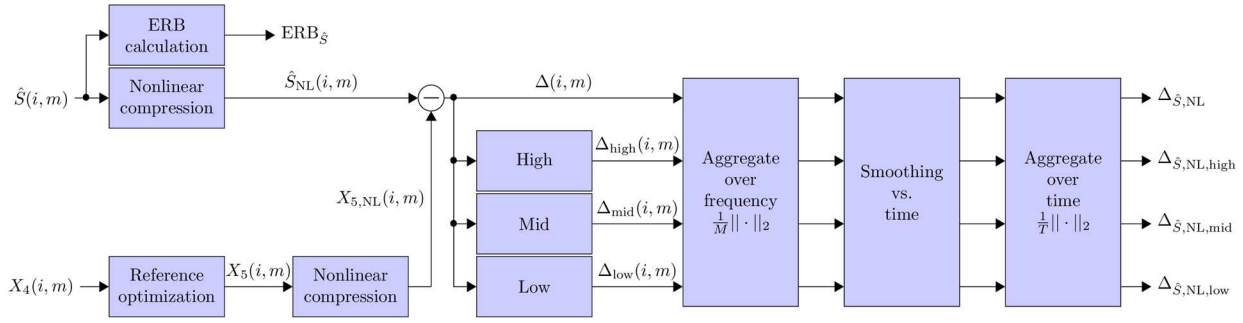 ERB
calculation
ERB_Ŝ
Ŝ(i, m)
Nonlinear
compression
Ŝ_NL(i, m)
−
Δ(i, m)
Δ_Ŝ,NL
High
Δ_high(i, m)
Aggregate
over
frequency
1/M || · ||_2
Smoothing
vs.
time
Aggregate
over
time
1/T || · ||_2
Δ_Ŝ,NL,high
X_5,NL(i, m)
Mid
Δ_mid(i, m)
Δ_Ŝ,NL,mid
X_4(i, m)
Reference
optimization
X_5(i, m)
Nonlinear
compression
Low
Δ_low(i, m)
Δ_Ŝ,NL,low